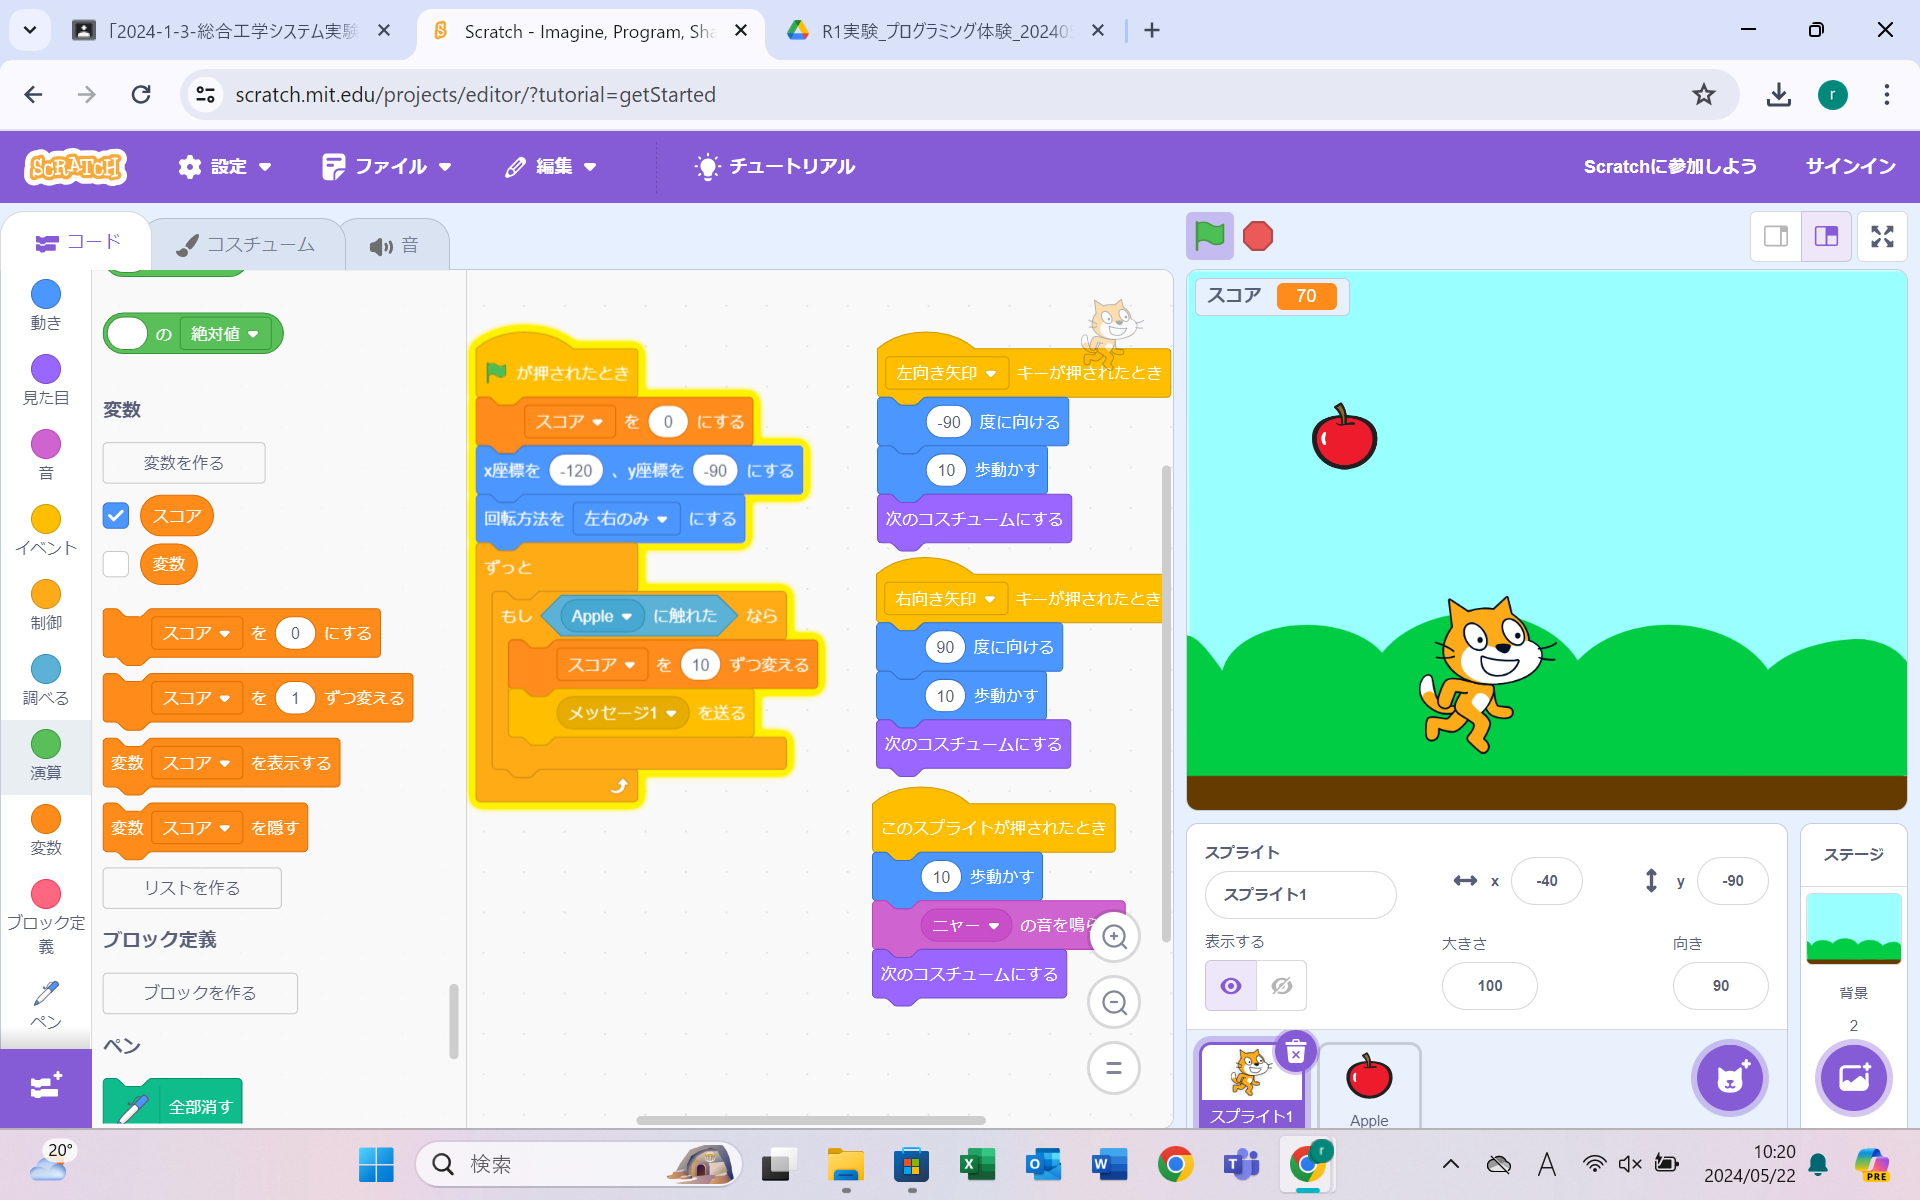 「2024-1-3-総合工学システム実験
Scratch - Imagine, Program, Sha
R1実験_プログラミング体験_202405
scratch.mit.edu/projects/editor/?tutorial=getStarted
r
SCRATCH
設定
ファイル
編集
チュートリアル
Scratchに参加しよう
サインイン
コード
コスチューム
音
動き
見た目
音
イベント
制御
調べる
演算
変数
ブロック定
義
ペン
の 絶対値
変数
変数を作る
スコア
変数
スコア を 0 にする
スコア を 1 ずつ変える
変数 スコア を表示する
変数 スコア を隠す
リストを作る
ブロック定義
ブロックを作る
ペン
全部消す
が押されたとき
スコア を 0 にする
x座標を -120 、y座標を -90 にする
回転方法を 左右のみ にする
ずっと
もし Apple に触れた なら
スコア を 10 ずつ変える
メッセージ1 を送る
左向き矢印 キーが押されたとき
-90 度に向ける
10 歩動かす
次のコスチュームにする
右向き矢印 キーが押されたとき
90 度に向ける
10 歩動かす
次のコスチュームにする
このスプライトが押されたとき
10 歩動かす
ニャー の音を鳴ら
次のコスチュームにする
スコア 70
スプライト
スプライト1
x -40
y -90
表示する
大きさ
100
向き
90
スプライト1
Apple
ステージ
背景
2
20°
検索
A
10:20
2024/05/22
PRE